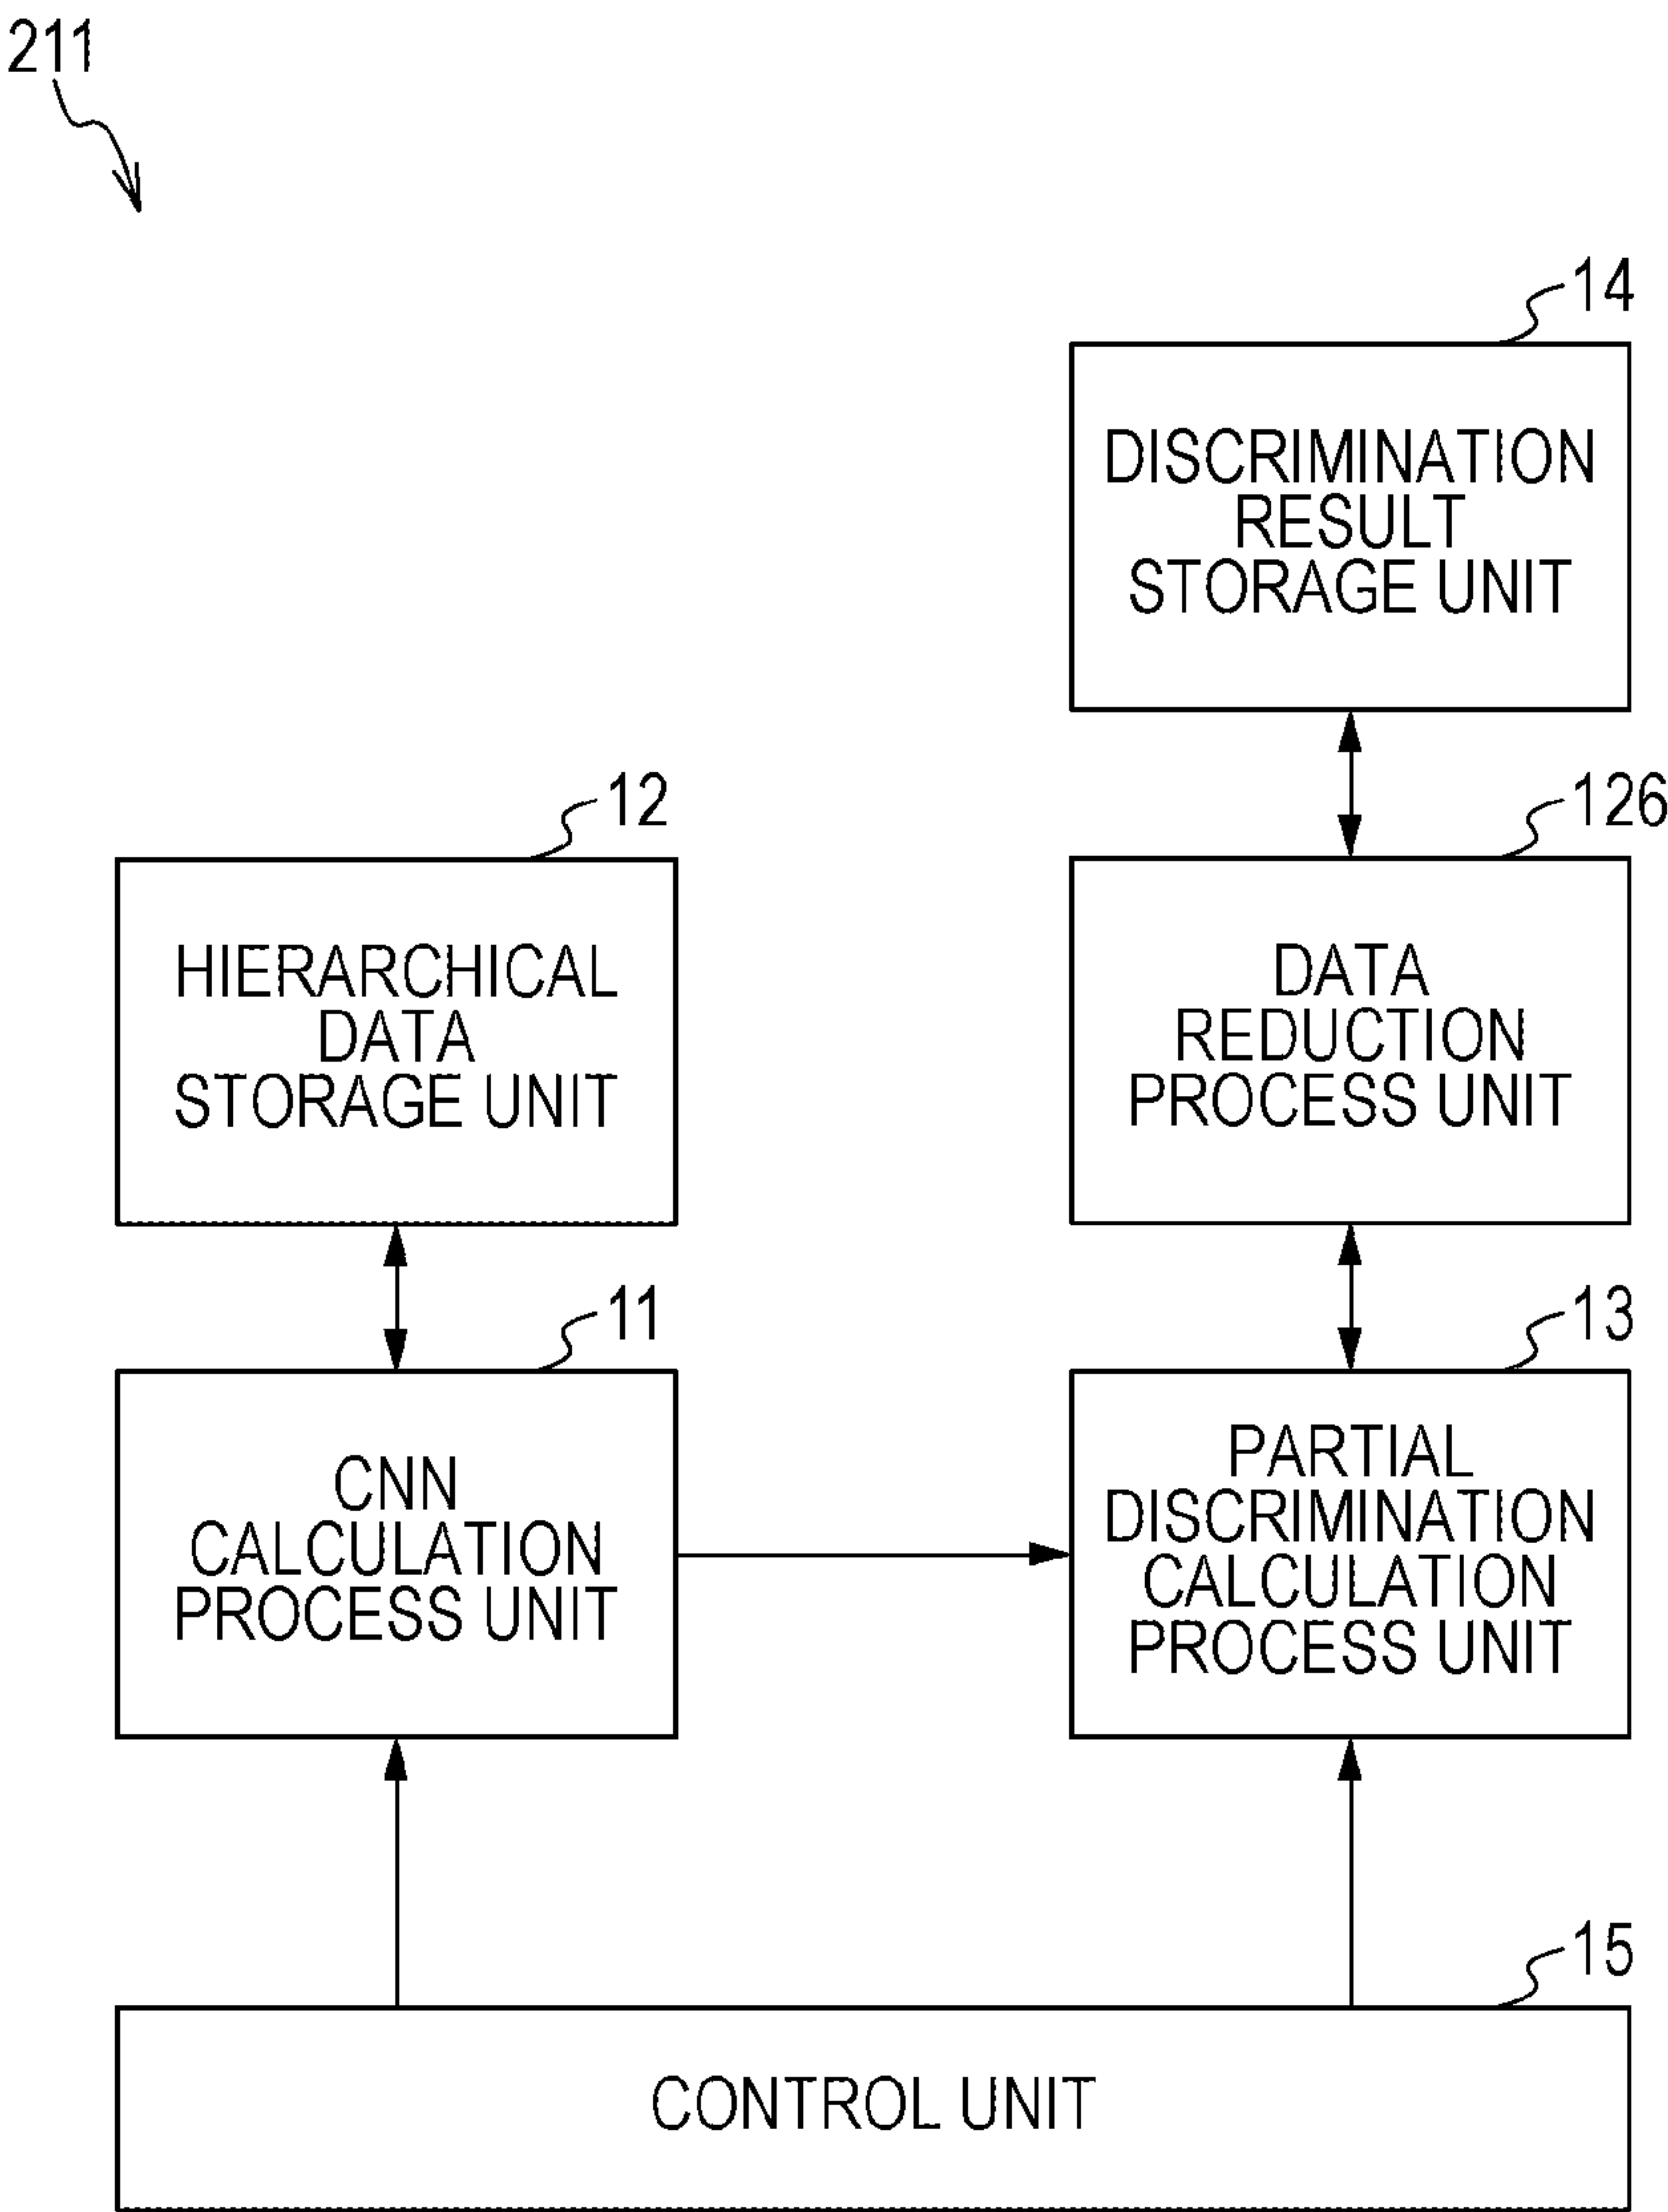 211
14
DISCRIMINATION
RESULT
STORAGE UNIT
12
HIERARCHICAL
DATA
STORAGE UNIT
126
DATA
REDUCTION
PROCESS UNIT
11
CNN
CALCULATION
PROCESS UNIT
13
PARTIAL
DISCRIMINATION
CALCULATION
PROCESS UNIT
15
CONTROL UNIT